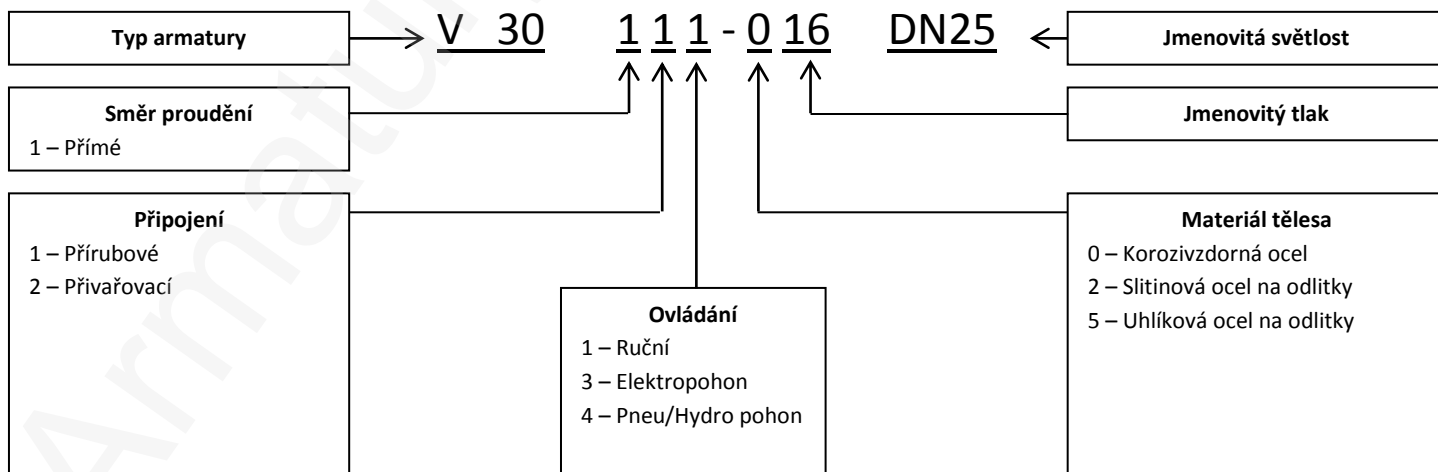 Typ armatury
V 30 1 1 1 - 0 16 DN25
Jmenovitá světlost
Směr proudění
1 – Přímé
Jmenovitý tlak
Připojení
1 – Přírubové
2 – Přivařovací
Ovládání
1 – Ruční
3 – Elektropohon
4 – Pneu/Hydro pohon
Materiál tělesa
0 – Korozivzdorná ocel
2 – Slitinová ocel na odlitky
5 – Uhlíková ocel na odlitky
Armatu